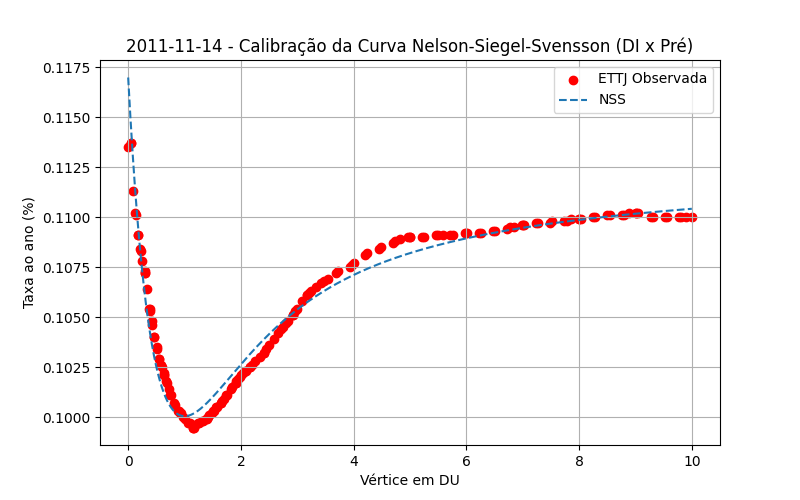 2011-11-14 - Calibração da Curva Nelson-Siegel-Svensson (DI x Pré)
0.1175
0.1150
0.1125
0.1100
0.1075
0.1050
0.1025
0.1000
Taxa ao ano (%)
ETTJ Observada
NSS
0 2 4 6 8 10
Vértice em DU